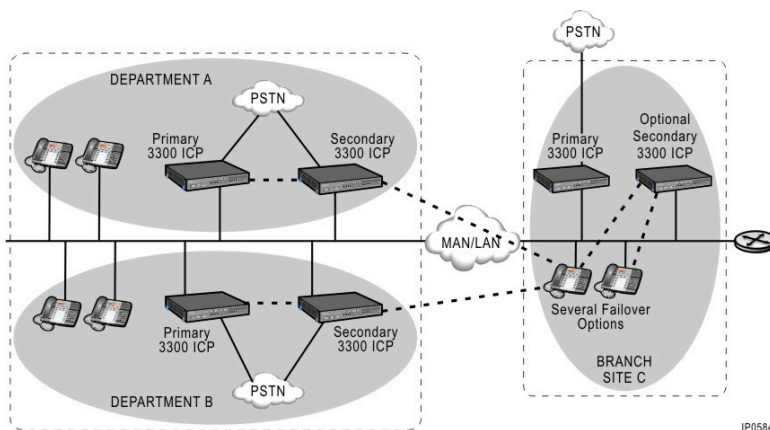 PSTN
DEPARTMENT A
PSTN
Primary
3300 ICP
Secondary
3300 ICP
Primary
3300 ICP
Optional
Secondary
3300 ICP
MAN/LAN
Primary
3300 ICP
Secondary
3300 ICP
Several Failover
Options
DEPARTMENT B
PSTN
BRANCH
SITE C
IP0584